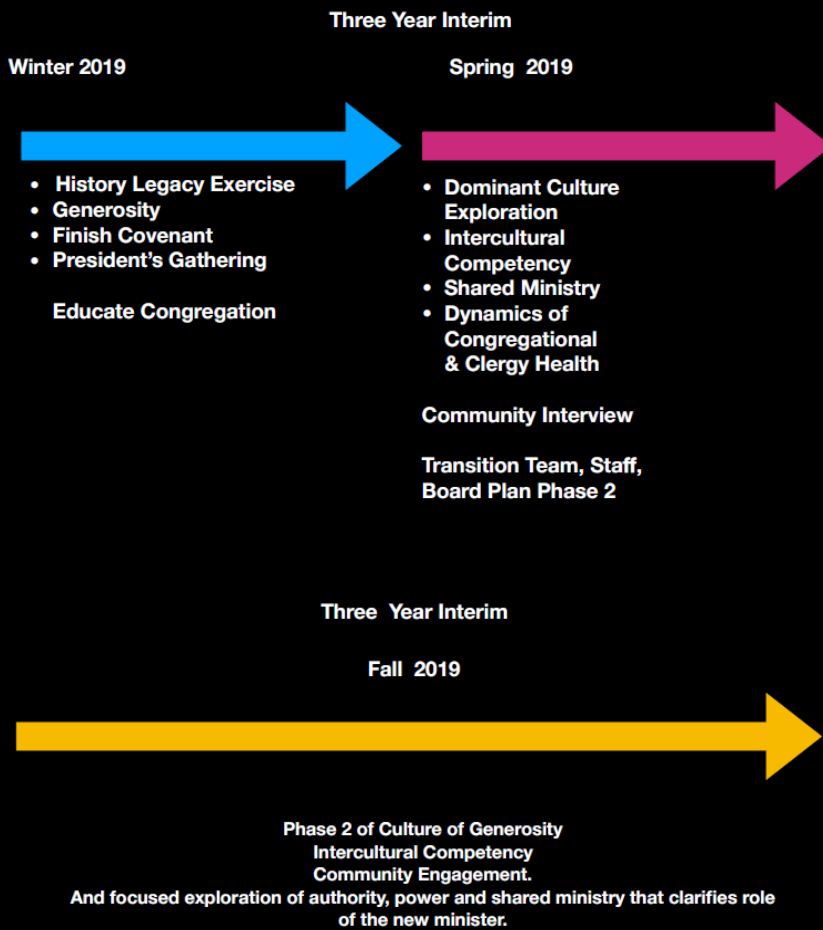 Three Year Interim
Winter 2019
Spring 2019
• History Legacy Exercise
• Generosity
• Finish Covenant
• President's Gathering
Educate Congregation
• Dominant Culture
Exploration
• Intercultural
Competency
• Shared Ministry
• Dynamics of
Congregational
& Clergy Health
Community Interview
Transition Team, Staff,
Board Plan Phase 2
Three Year Interim
Fall 2019
Phase 2 of Culture of Generosity
Intercultural Competency
Community Engagement.
And focused exploration of authority, power and shared ministry that clarifies role
of the new minister.